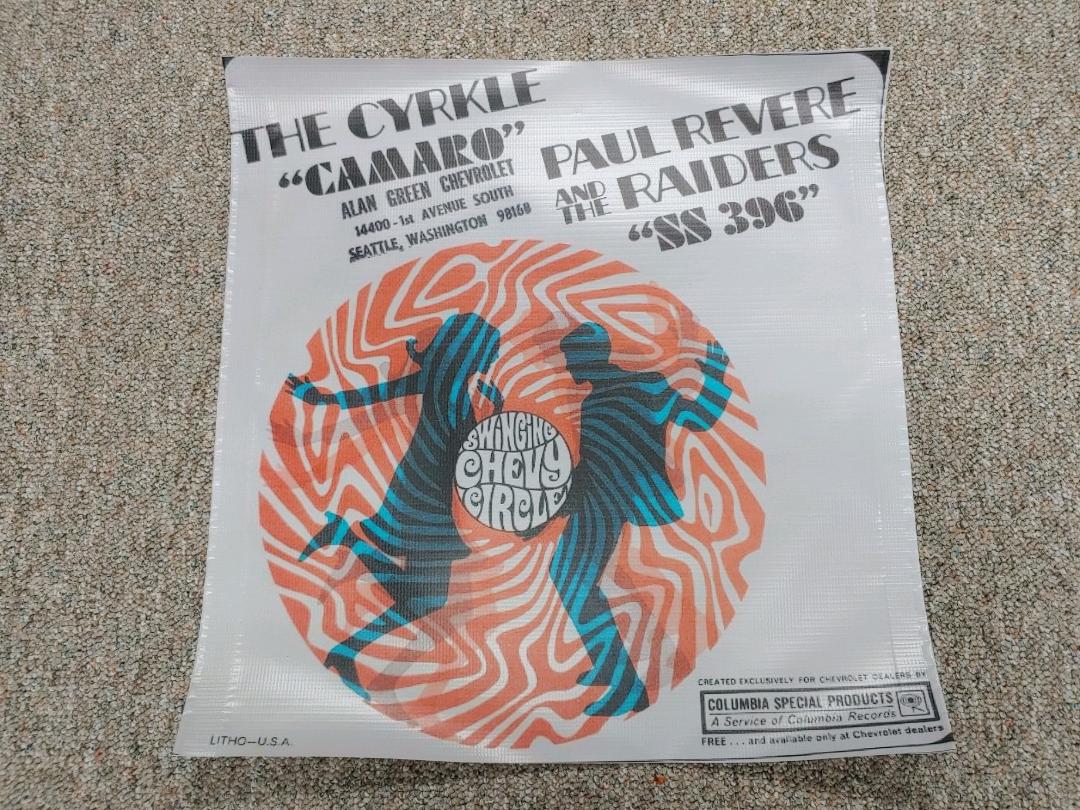 THE CYRKLE
“CAMARO”
ALAN GREEN CHEVROLET
14400-1st AVENUE SOUTH
SEATTLE, WASHINGTON 98168
PAUL REVERE
AND THE RAIDERS
“SS 396”
SWINGING
CHEVY
CIRCLE
CREATED EXCLUSIVELY FOR CHEVROLET DEALERS BY
COLUMBIA SPECIAL PRODUCTS
A Service of Columbia Records
FREE . . . and available only at Chevrolet dealers
LITHO—U.S.A.